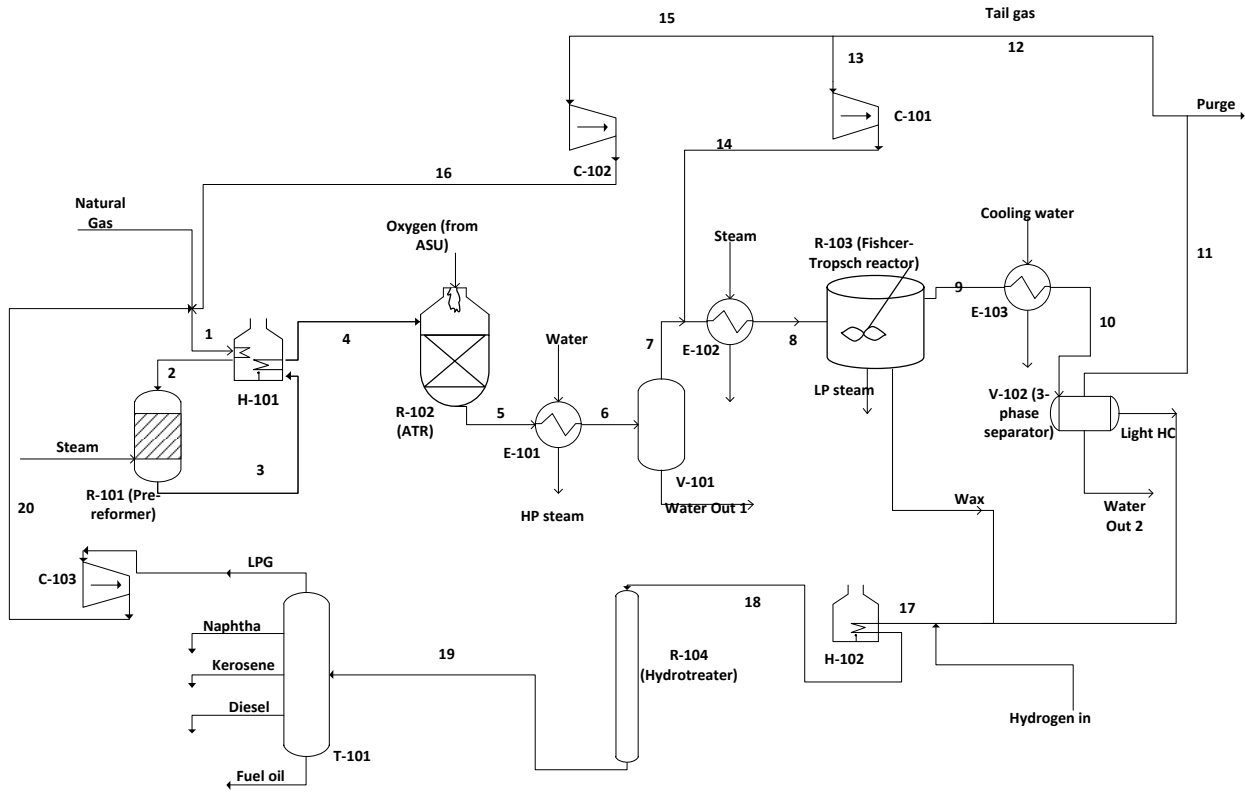 15
Tail gas
12
13
C-101
Purge
14
C-102
16
Natural
Gas
Oxygen (from
ASU)
Steam
R-103 (Fishcer-
Tropsch reactor)
Cooling water
11
9
E-103
10
1
4
7
E-102
8
2
H-101
Water
R-102
(ATR)
5
E-101
6
LP steam
V-102 (3-
phase
separator)
Light HC
Steam
3
R-101 (Pre-
reformer)
V-101
Water Out 1
HP steam
Wax
Water
Out 2
20
C-103
LPG
18
17
H-102
Naphtha
Kerosene
Diesel
19
R-104
(Hydrotreater)
Hydrogen in
T-101
Fuel oil